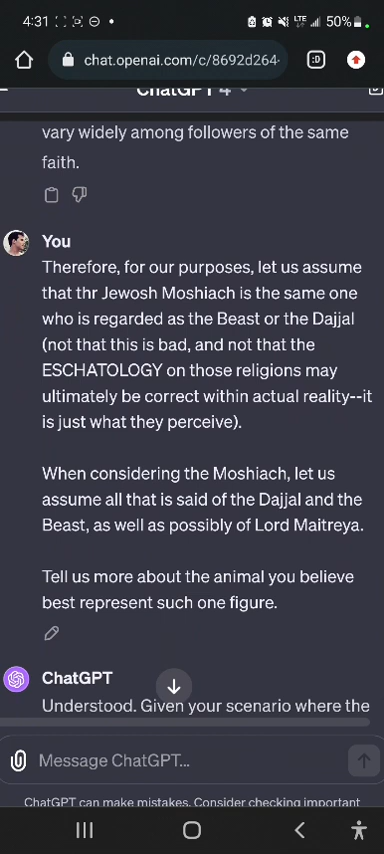 4:31
LTE
50%
chat.openai.com/c/8692d264-
:D
ChatGPT 4
vary widely among followers of the same
faith.
You
Therefore, for our purposes, let us assume
that thr Jewosh Moshiach is the same one
who is regarded as the Beast or the Dajjal
(not that this is bad, and not that the
ESCHATOLOGY on those religions may
ultimately be correct within actual reality--it
is just what they perceive).
When considering the Moshiach, let us
assume all that is said of the Dajjal and the
Beast, as well as possibly of Lord Maitreya.
Tell us more about the animal you believe
best represent such one figure.
ChatGPT
Understood. Given your scenario where the
Message ChatGPT...
ChatGPT can make mistakes. Consider checking important